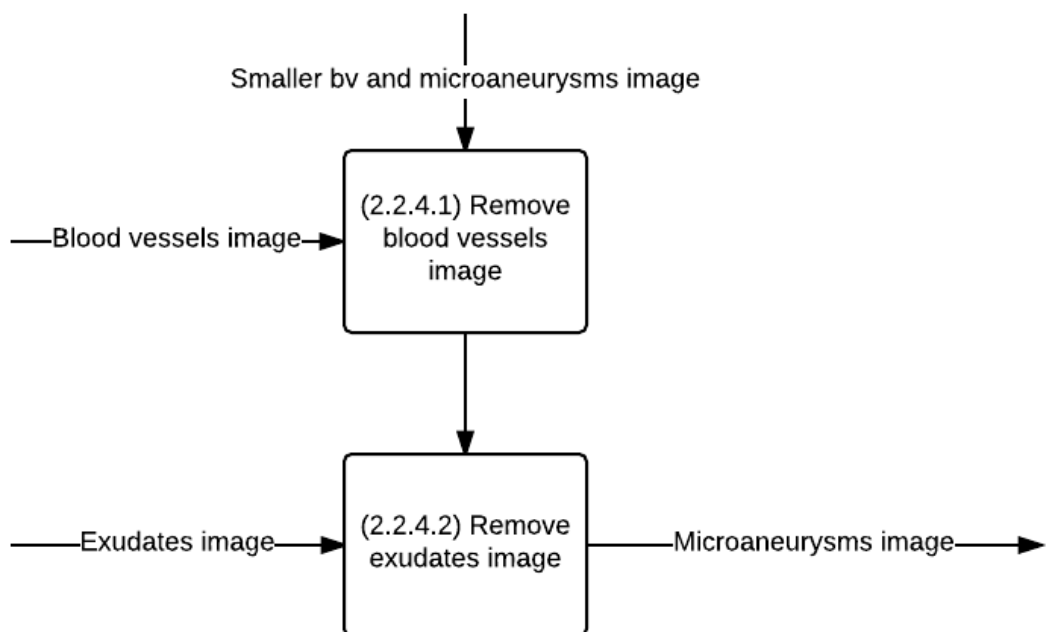 Smaller bv and microaneurysms image
(2.2.4.1) Remove
blood vessels
image
Blood vessels image
(2.2.4.2) Remove
exudates image
Exudates image
Microaneurysms image